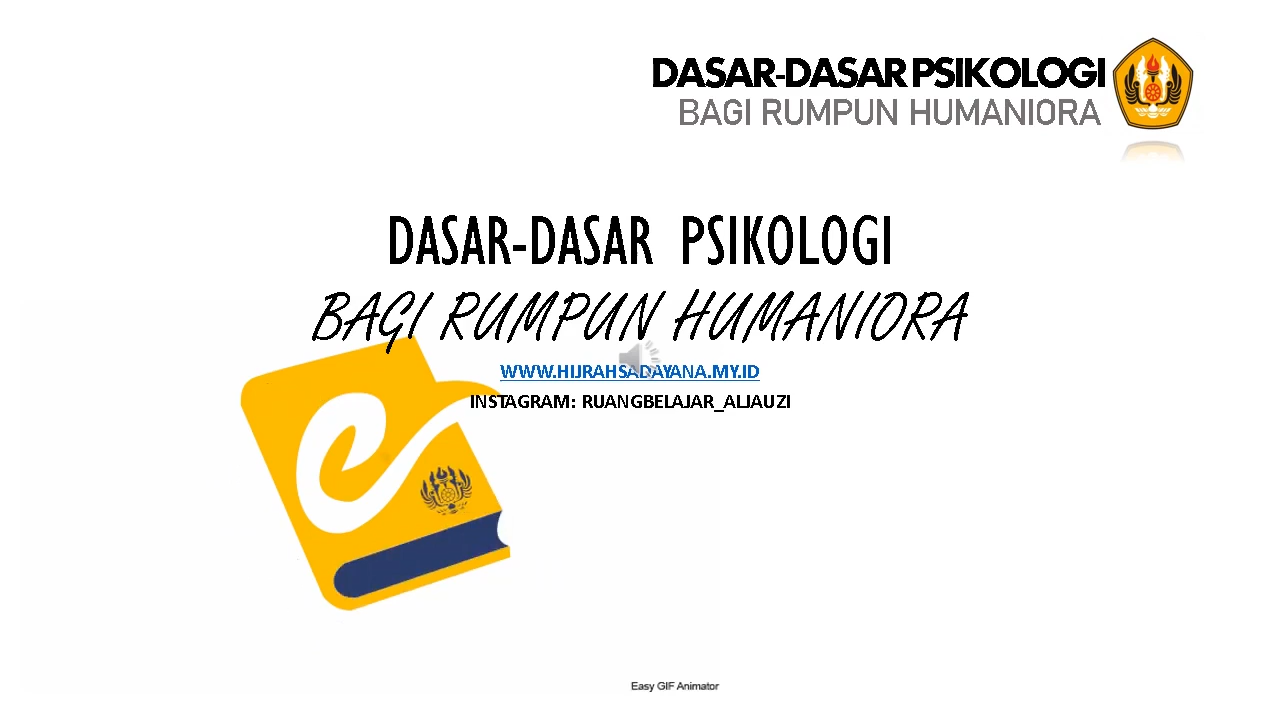 DASAR-DASAR PSIKOLOGI
BAGI RUMPUN HUMANIORA
DASAR-DASAR PSIKOLOGI
BAGI RUMPUN HUMANIORA
WWW.HIJRAHSADAYANA.MY.ID
INSTAGRAM: RUANGBELAJAR_ALJAUZI
Easy GIF Animator